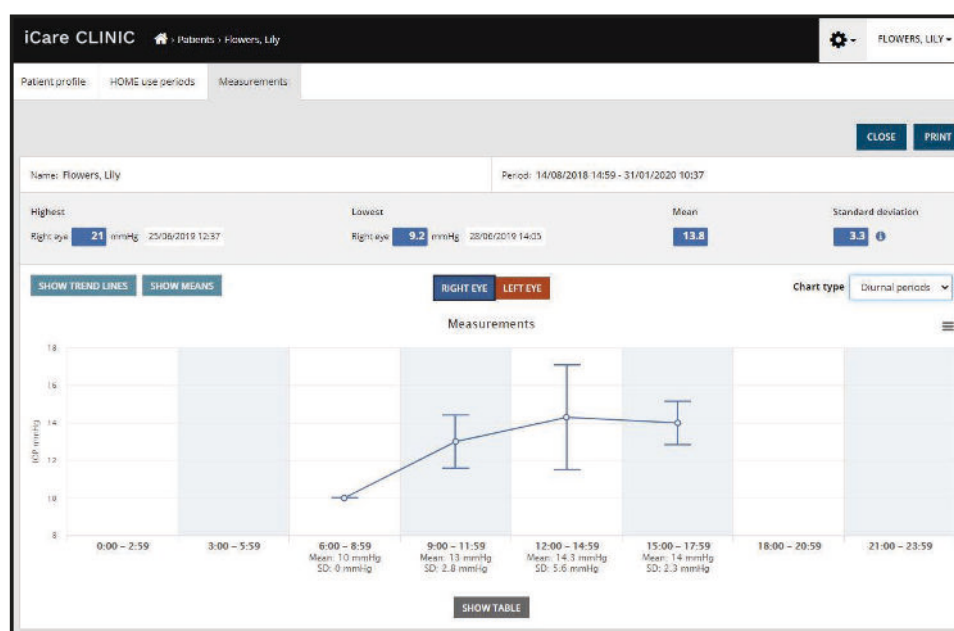 iCare CLINIC > Patients > Flowers, Lily FLOWERS, LILY
Patient profile HOME use periods Measurements
CLOSE PRINT
Name: Flowers, Lily Period: 14/08/2018 14:59 - 31/01/2020 10:37
Highest Lowest Mean Standard deviation
Right eye 21 mmHg 25/06/2019 12:37 Right eye 9.2 mmHg 28/06/2019 14:05 13.8 3.3
SHOW TREND LINES SHOW MEANS RIGHT EYE LEFT EYE Chart type Diurnal periods
Measurements
18
16
14
12
10
8
IOP mmHg
0:00 – 2:59 3:00 – 5:59 6:00 – 8:59 9:00 – 11:59 12:00 – 14:59 15:00 – 17:59 18:00 – 20:59 21:00 – 23:59
Mean: 10 mmHg Mean: 13 mmHg Mean: 14.3 mmHg Mean: 14 mmHg
SD: 0 mmHg SD: 2.8 mmHg SD: 5.6 mmHg SD: 2.3 mmHg
SHOW TABLE